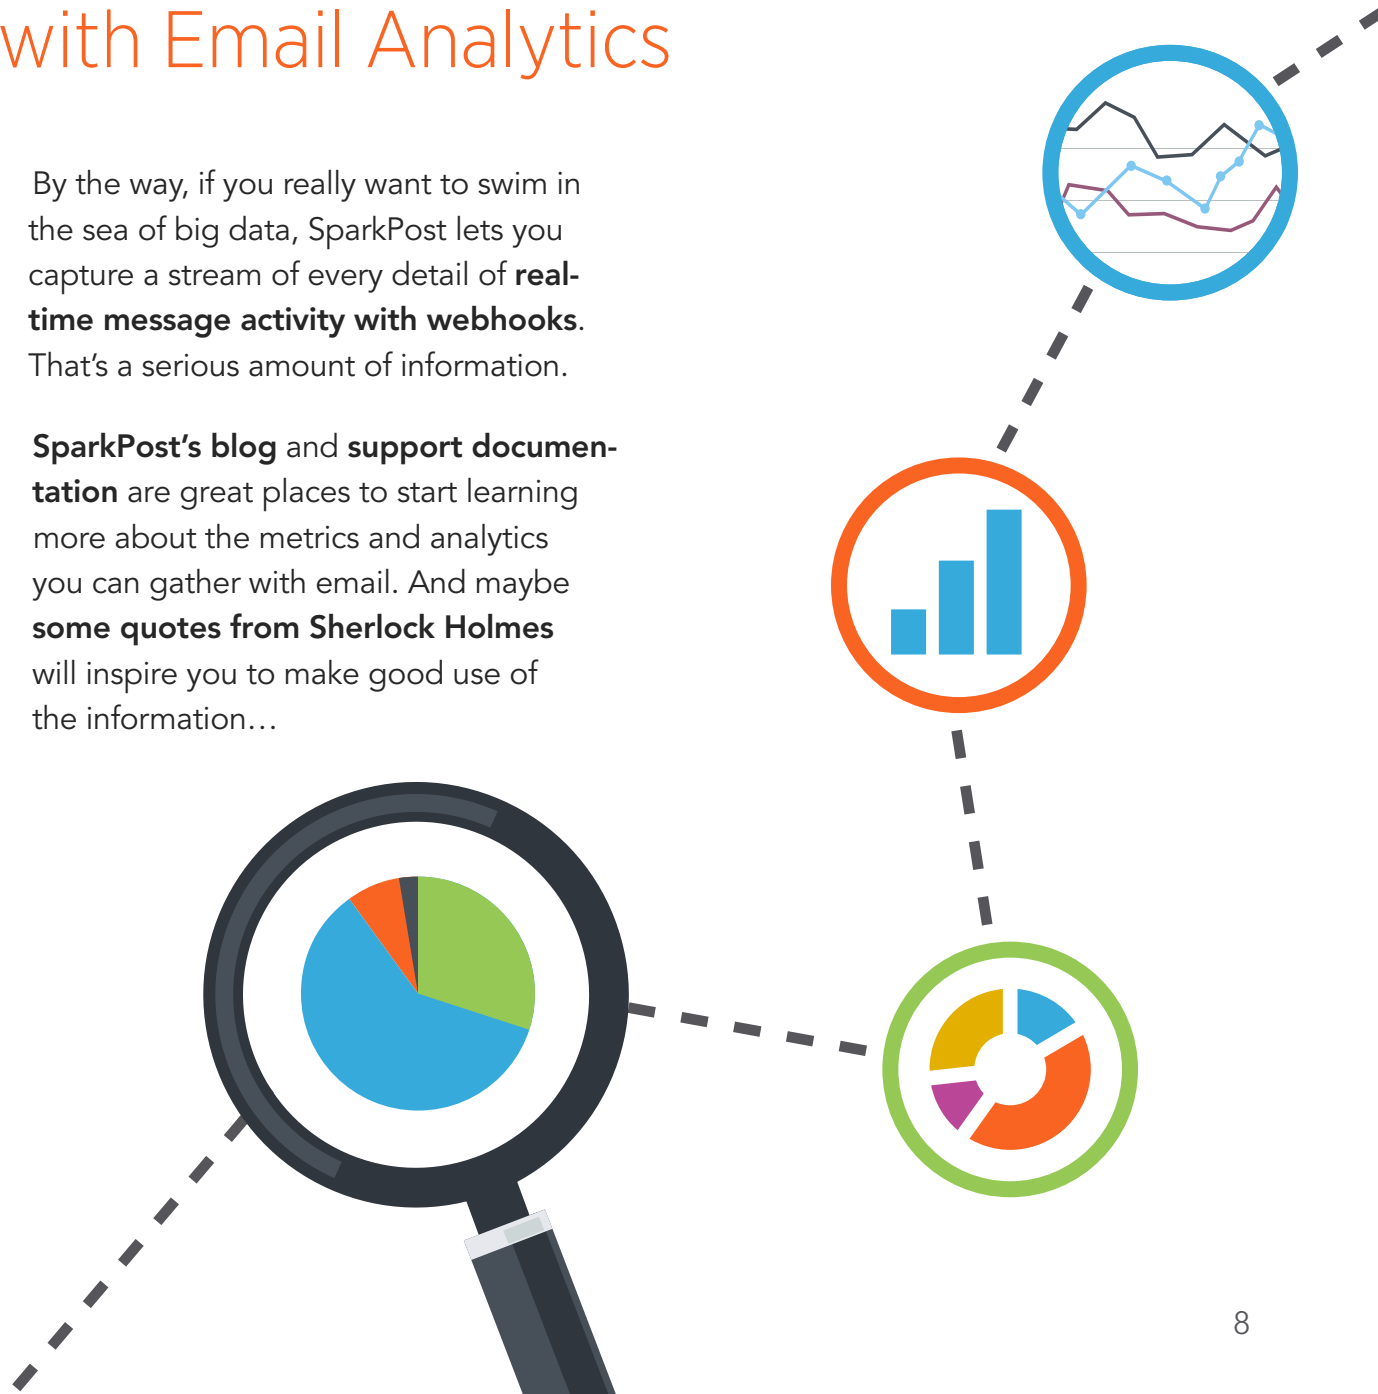 with Email Analytics
By the way, if you really want to swim in
the sea of big data, SparkPost lets you
capture a stream of every detail of real-
time message activity with webhooks.
That’s a serious amount of information.
SparkPost’s blog and support documen-
tation are great places to start learning
more about the metrics and analytics
you can gather with email. And maybe
some quotes from Sherlock Holmes
will inspire you to make good use of
the information…
8